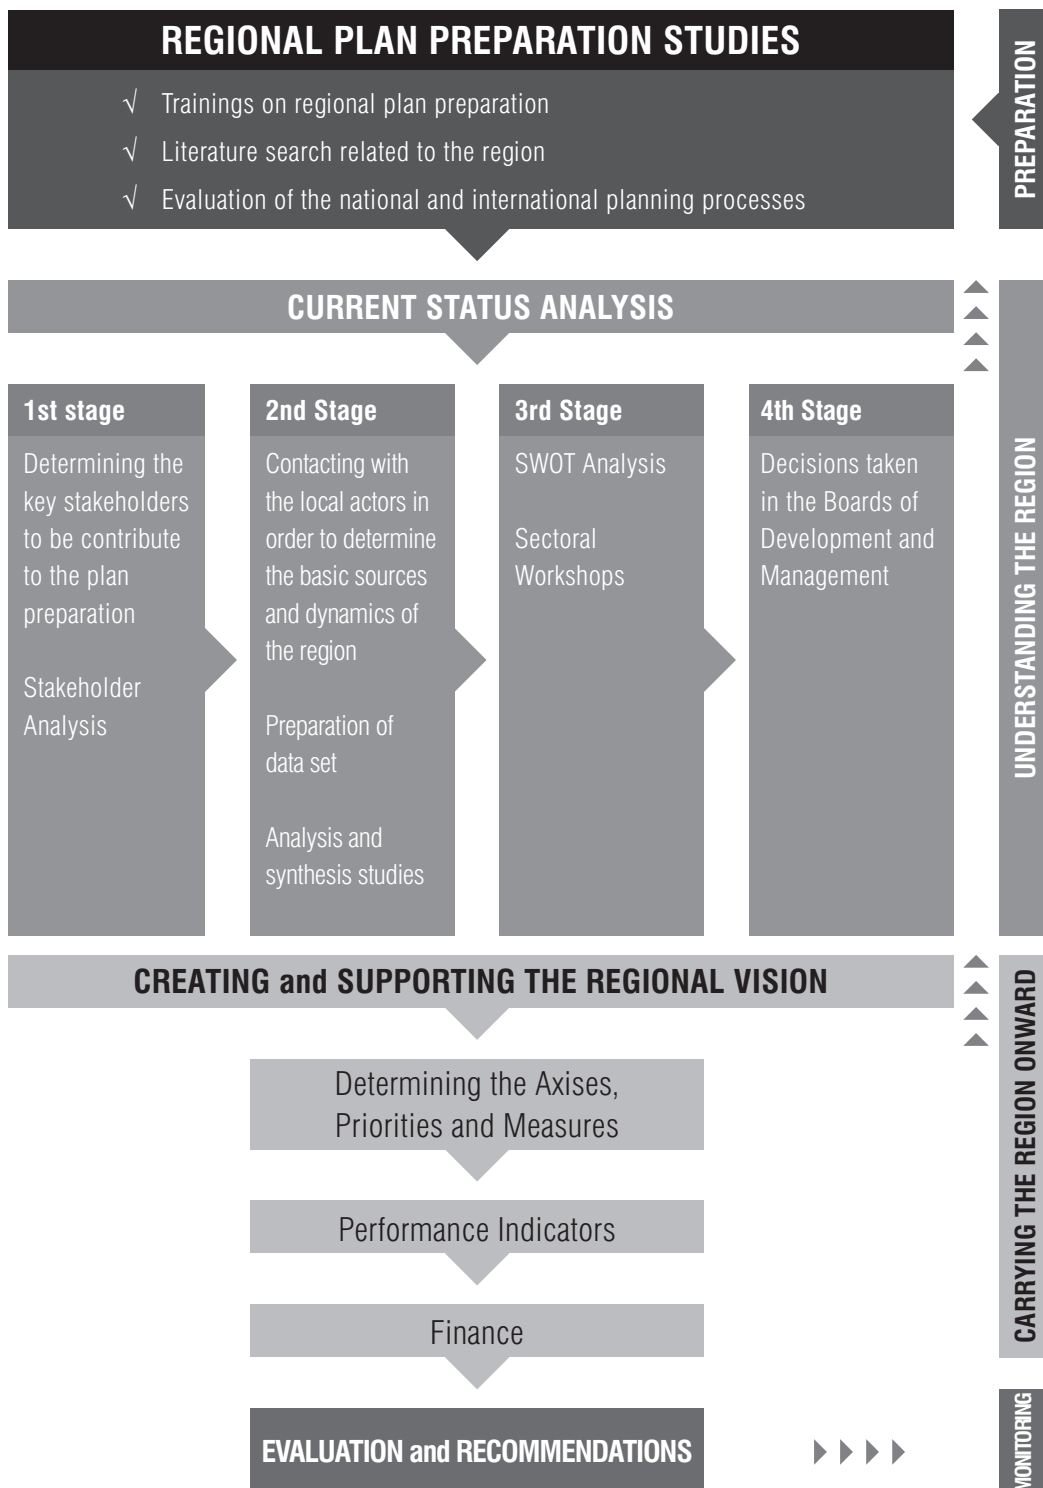 REGIONAL PLAN PREPARATION STUDIES
√ Trainings on regional plan preparation
√ Literature search related to the region
√ Evaluation of the national and international planning processes
PREPARATION
CURRENT STATUS ANALYSIS
1st stage
Determining the
key stakeholders
to be contribute
to the plan
preparation
Stakeholder
Analysis
2nd Stage
Contacting with
the local actors in
order to determine
the basic sources
and dynamics of
the region
Preparation of
data set
Analysis and
synthesis studies
3rd Stage
SWOT Analysis
Sectoral
Workshops
4th Stage
Decisions taken
in the Boards of
Development and
Management
UNDERSTANDING THE REGION
CREATING and SUPPORTING THE REGIONAL VISION
Determining the Axises,
Priorities and Measures
Performance Indicators
Finance
CARRYING THE REGION ONWARD
EVALUATION and RECOMMENDATIONS
MONITORING